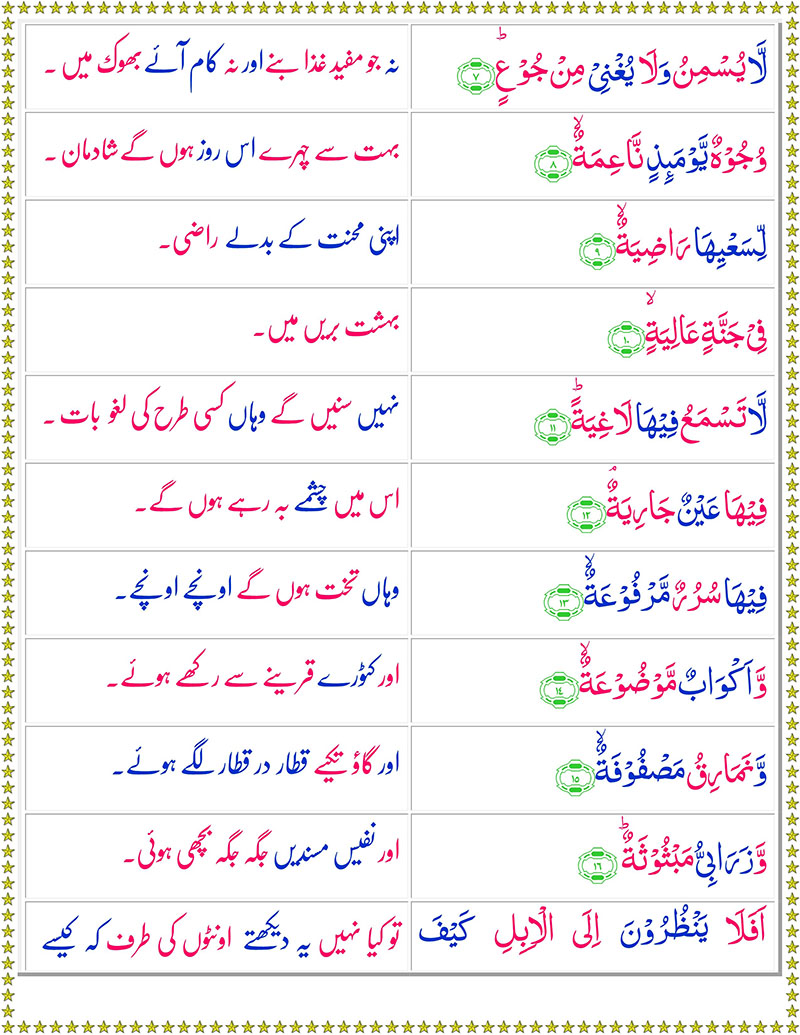 لَّا يُسْمِنُ وَلَا يُغْنِيْ مِنْ جُوْعٍؕ ﴿٧﴾
نہ جو مفید غذا بنے اور نہ کام آئے بھوک میں ۔
وُجُوْهٌ يَّوْمَىِٕذٍ نَّاعِمَةٌۙ ﴿٨﴾
بہت سے چہرے اس روز ہوں گے شادمان ۔
لِّسَعْيِهَا رَاضِيَةٌۙ ﴿٩﴾
اپنی محنت کے بدلے راضی۔
فِيْ جَنَّةٍ عَالِيَةٍۙ ﴿١٠﴾
بہشت بریں میں۔
لَّا تَسْمَعُ فِيْهَا لَاغِيَةًؕ ﴿١١﴾
نہیں سنیں گے وہاں کسی طرح کی لغو بات ۔
فِيْهَا عَيْنٌ جَارِيَةٌۘ ﴿١٢﴾
اس میں چشمے بہ رہے ہوں گے۔
فِيْهَا سُرُرٌ مَّرْفُوْعَةٌۙ ﴿١٣﴾
وہاں تخت ہوں گے اونچے اونچے۔
وَّاَكْوَابٌ مَّوْضُوْعَةٌۙ ﴿١٤﴾
اور کٹورے قرینے سے رکھے ہوئے۔
وَّنَمَارِقُ مَصْفُوْفَةٌۙ ﴿١٥﴾
اور گاؤ تکیے قطار در قطار لگے ہوئے۔
وَّزَرَابِيُّ مَبْثُوْثَةٌؕ ﴿١٦﴾
اور نفیس مسندیں جگہ جگہ بچھی ہوئی۔
اَفَلَا يَنْظُرُوْنَ اِلَى الْاِبِلِ كَيْفَ
تو کیا نہیں یہ دیکھتے اونٹوں کی طرف کہ کیسے